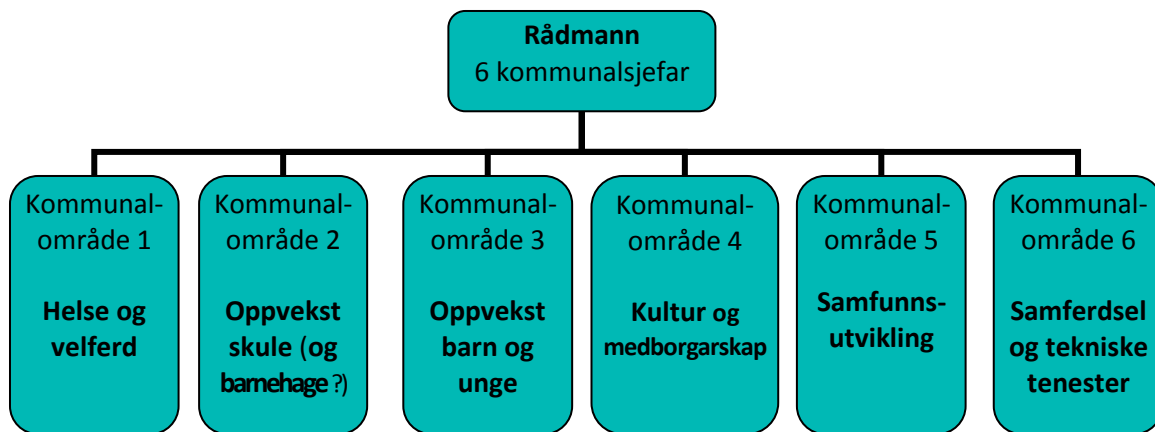 Rådmann
6 kommunalsjefar
Kommunal-
område 1
Helse og
velferd
Kommunal-
område 2
Oppvekst
skule (og
barnehage ?)
Kommunal-
område 3
Oppvekst
barn og
unge
Kommunal-
område 4
Kultur og
medborgarskap
Kommunal-
område 5
Samfunns-
utvikling
Kommunal-
område 6
Samferdsel
og tekniske
tenester